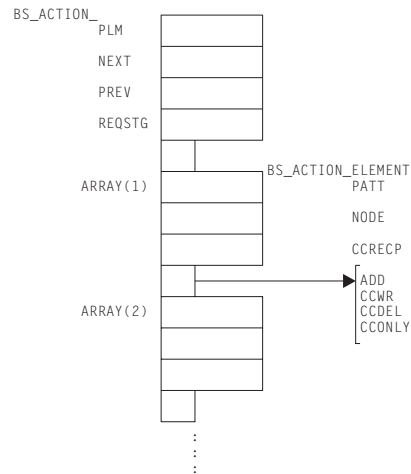 BS_ACTION_
PLM
NEXT
PREV
REQSTG
BS_ACTION_ELEMENT
ARRAY(1)
PATT
NODE
CCRECP
ADD
CCWR
ARRAY(2)
CCDEL
CCONLY